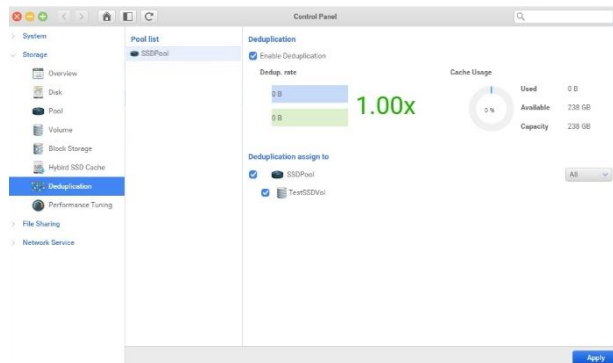 Control Panel
System
Storage
Overview
Disk
Pool
Volume
Block Storage
Hybird SSD Cache
Deduplication
Performance Tuning
File Sharing
Network Service
Pool list
SSDPool
Deduplication
Enable Deduplication
Dedup. rate
0 B
0 B
1.00x
Cache Usage
0 %
Used 0 B
Available 238 GB
Capacity 238 GB
Deduplication assign to
SSDPool
All
TestSSDVol
Apply